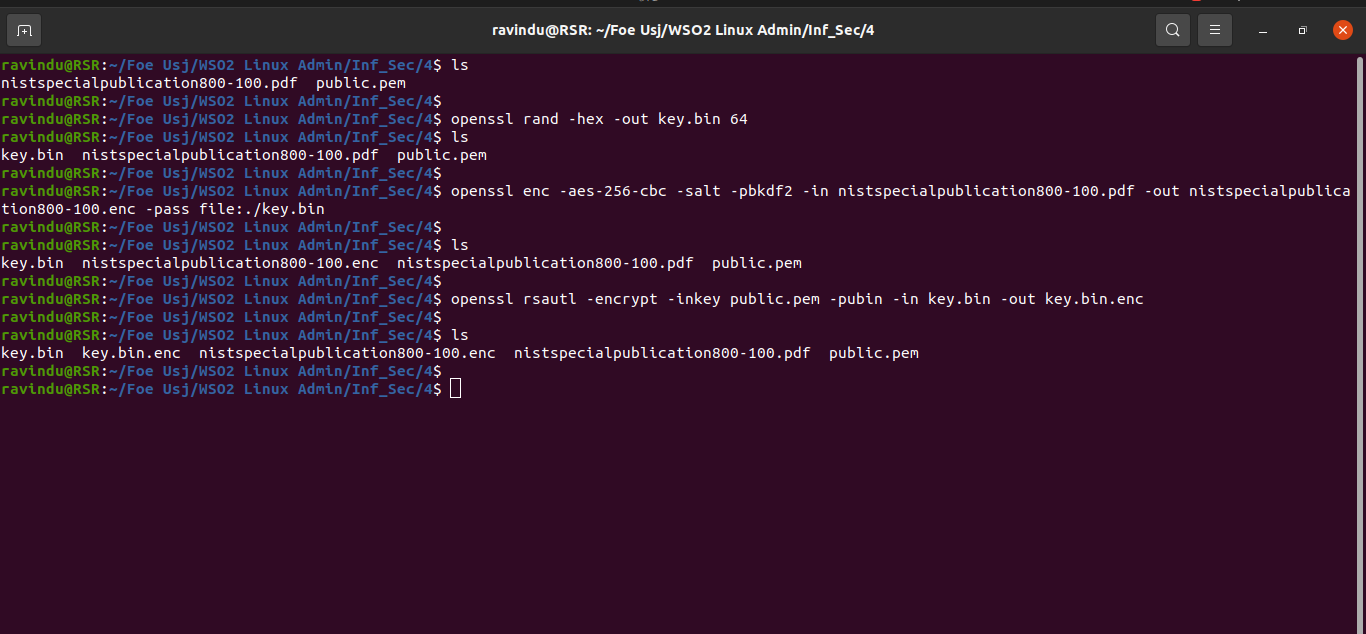 ravindu@RSR: ~/Foe Usj/WSO2 Linux Admin/Inf_Sec/4
ravindu@RSR:~/Foe Usj/WSO2 Linux Admin/Inf_Sec/4$ ls
nistspecialpublication800-100.pdf  public.pem
ravindu@RSR:~/Foe Usj/WSO2 Linux Admin/Inf_Sec/4$
ravindu@RSR:~/Foe Usj/WSO2 Linux Admin/Inf_Sec/4$ openssl rand -hex -out key.bin 64
ravindu@RSR:~/Foe Usj/WSO2 Linux Admin/Inf_Sec/4$ ls
key.bin  nistspecialpublication800-100.pdf  public.pem
ravindu@RSR:~/Foe Usj/WSO2 Linux Admin/Inf_Sec/4$
ravindu@RSR:~/Foe Usj/WSO2 Linux Admin/Inf_Sec/4$ openssl enc -aes-256-cbc -salt -pbkdf2 -in nistspecialpublication800-100.pdf -out nistspecialpublica
tion800-100.enc -pass file:./key.bin
ravindu@RSR:~/Foe Usj/WSO2 Linux Admin/Inf_Sec/4$
ravindu@RSR:~/Foe Usj/WSO2 Linux Admin/Inf_Sec/4$ ls
key.bin  nistspecialpublication800-100.enc  nistspecialpublication800-100.pdf  public.pem
ravindu@RSR:~/Foe Usj/WSO2 Linux Admin/Inf_Sec/4$
ravindu@RSR:~/Foe Usj/WSO2 Linux Admin/Inf_Sec/4$ openssl rsautl -encrypt -inkey public.pem -pubin -in key.bin -out key.bin.enc
ravindu@RSR:~/Foe Usj/WSO2 Linux Admin/Inf_Sec/4$
ravindu@RSR:~/Foe Usj/WSO2 Linux Admin/Inf_Sec/4$ ls
key.bin  key.bin.enc  nistspecialpublication800-100.enc  nistspecialpublication800-100.pdf  public.pem
ravindu@RSR:~/Foe Usj/WSO2 Linux Admin/Inf_Sec/4$
ravindu@RSR:~/Foe Usj/WSO2 Linux Admin/Inf_Sec/4$